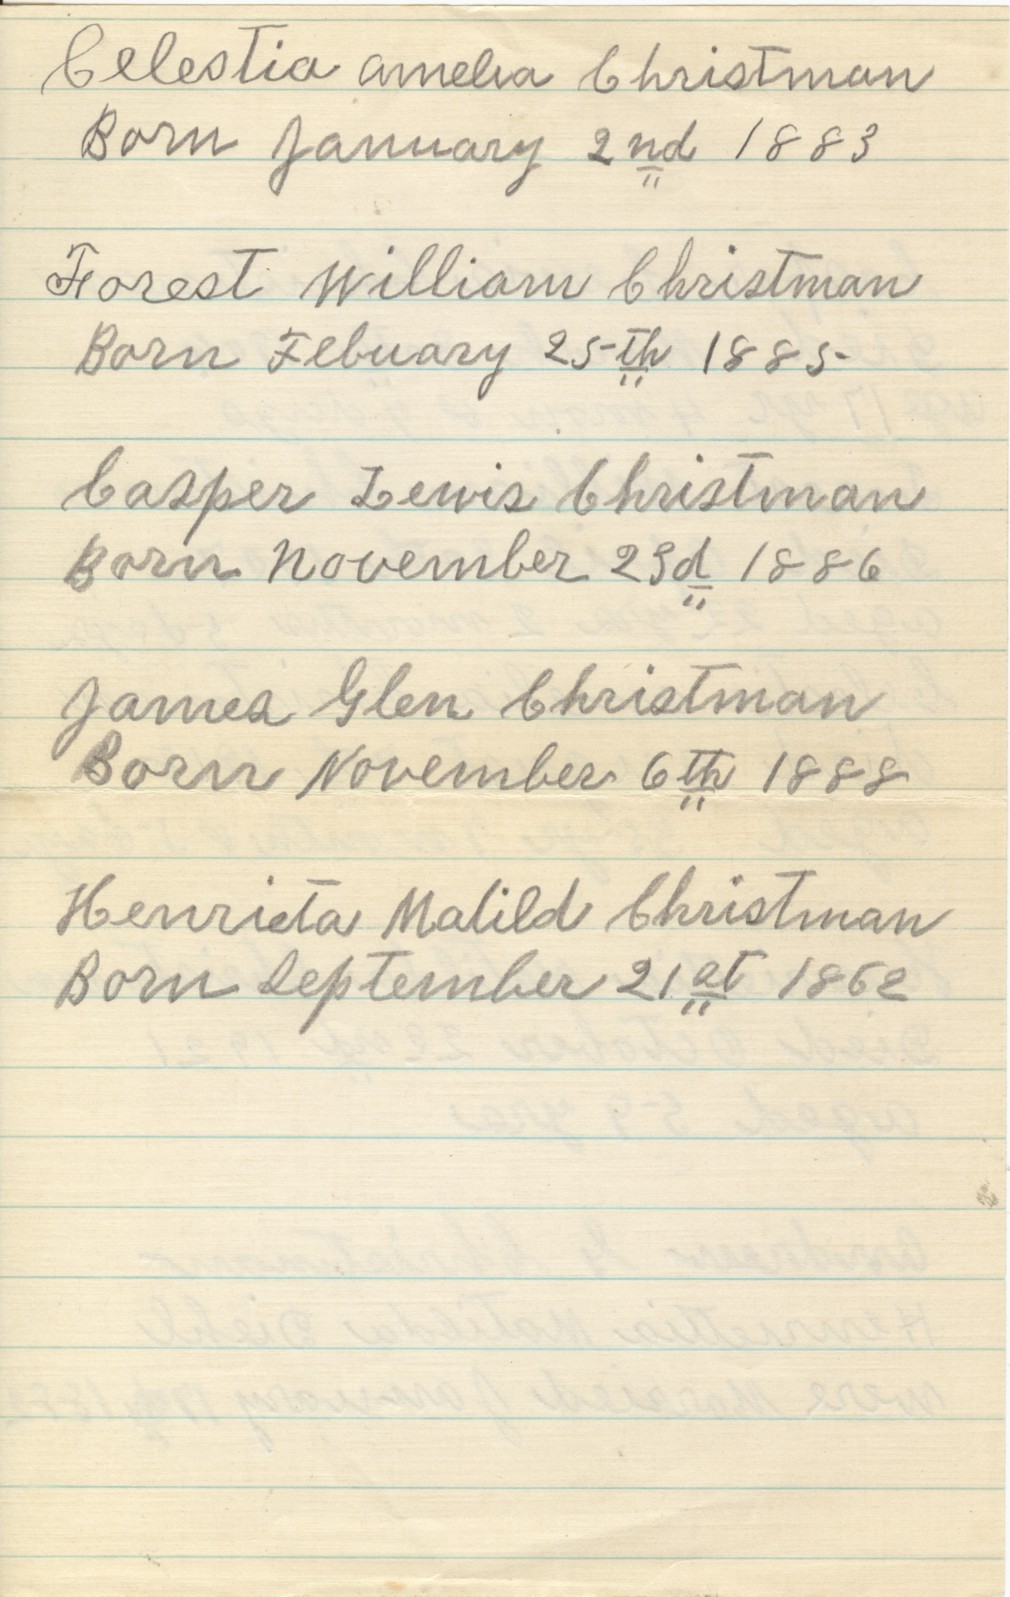 Celestia amelia Christman
Born January 2nd 1883
Forest William Christman
Born Febuary 25th 1885
Casper Lewis Christman
Born November 23d 1886
James Glen Christman
Born November 6th 1888
Henrieta Matild Christman
Born September 21st 1862